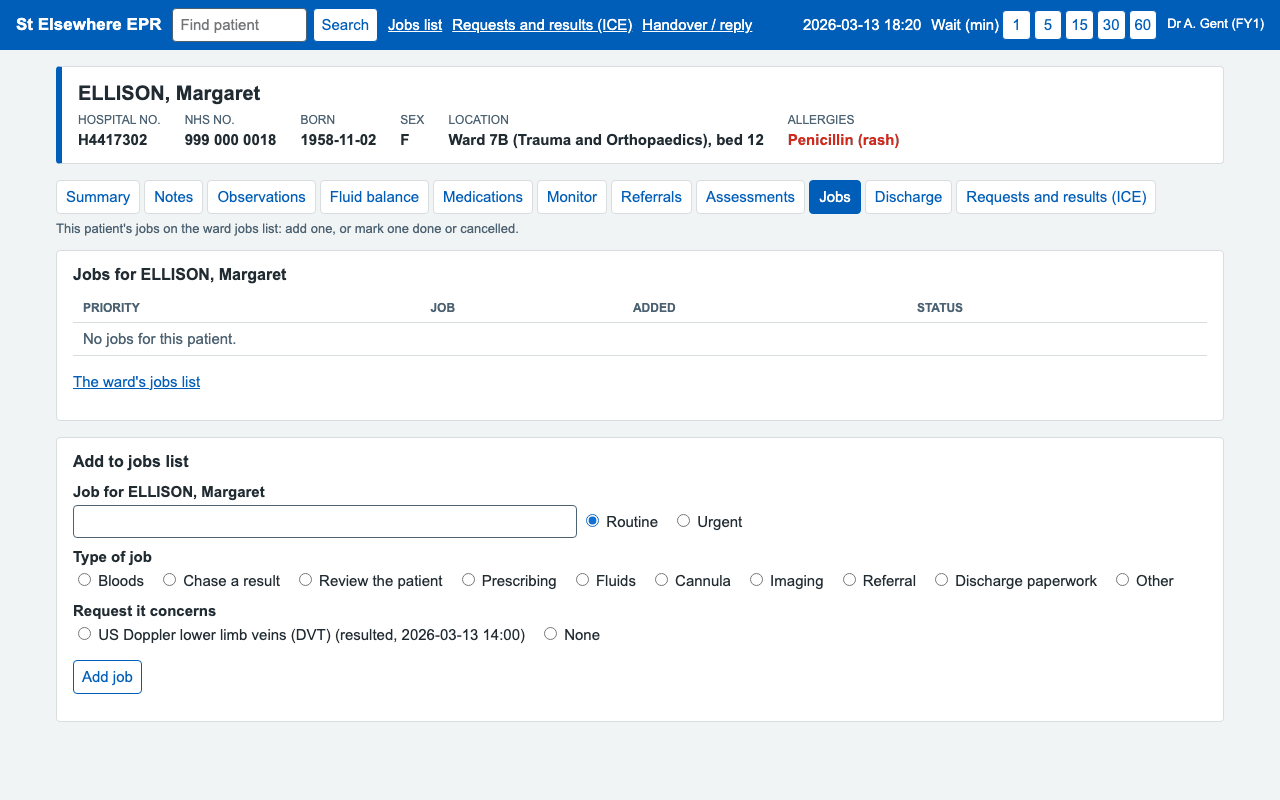 St Elsewhere EPR Find patient Search Jobs list Requests and results (ICE) Handover / reply 2026-03-13 18:20 Wait (min) 1 5 15 30 60 Dr A. Gent (FY1)
ELLISON, Margaret
HOSPITAL NO. NHS NO. BORN SEX LOCATION ALLERGIES
H4417302 999 000 0018 1958-11-02 F Ward 7B (Trauma and Orthopaedics), bed 12 Penicillin (rash)
Summary Notes Observations Fluid balance Medications Monitor Referrals Assessments Jobs Discharge Requests and results (ICE)
This patient's jobs on the ward jobs list: add one, or mark one done or cancelled.
Jobs for ELLISON, Margaret
PRIORITY JOB ADDED STATUS
No jobs for this patient.
The ward's jobs list
Add to jobs list
Job for ELLISON, Margaret
Routine Urgent
Type of job
Bloods Chase a result Review the patient Prescribing Fluids Cannula Imaging Referral Discharge paperwork Other
Request it concerns
US Doppler lower limb veins (DVT) (resulted, 2026-03-13 14:00) None
Add job